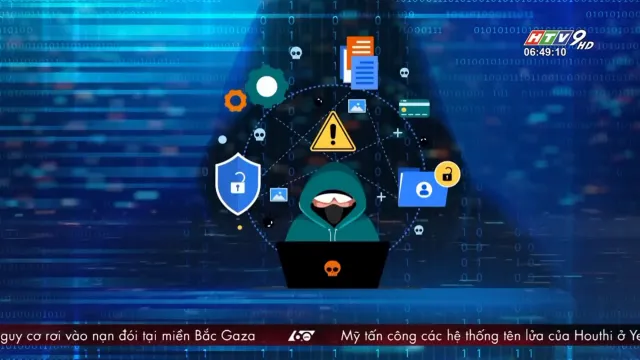 HTV9 HD
06:49:10
guy cơ rơi vào nạn đói tại miền Bắc Gaza
60
Mỹ tấn công các hệ thống tên lửa của Houthi ở Ye